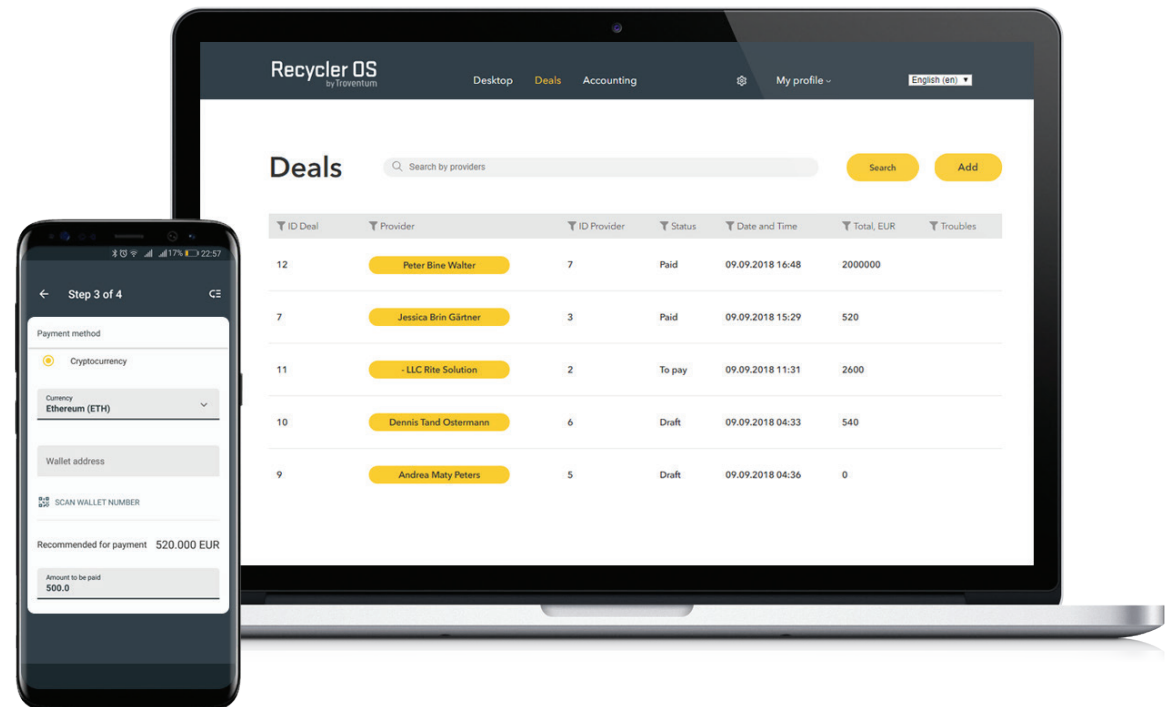 Recycler OS
by Troventum
Desktop Deals Accounting My profile English (en)
Deals Search by providers Search Add
ID Deal Provider ID Provider Status Date and Time Total, EUR Troubles
12 Peter Bine Walter 7 Paid 09.09.2018 16:48 2000000
7 Jessica Brin Gärtner 3 Paid 09.09.2018 15:29 520
11 - LLC Rite Solution 2 To pay 09.09.2018 11:31 2600
10 Dennis Tand Ostermann 6 Draft 09.09.2018 04:33 540
9 Andrea Maty Peters 5 Draft 09.09.2018 04:36 0
17% 22:57
Step 3 of 4
Payment method
Cryptocurrency
Currency
Ethereum (ETH)
Wallet address
SCAN WALLET NUMBER
Recommended for payment 520.000 EUR
Amount to be paid
500.0